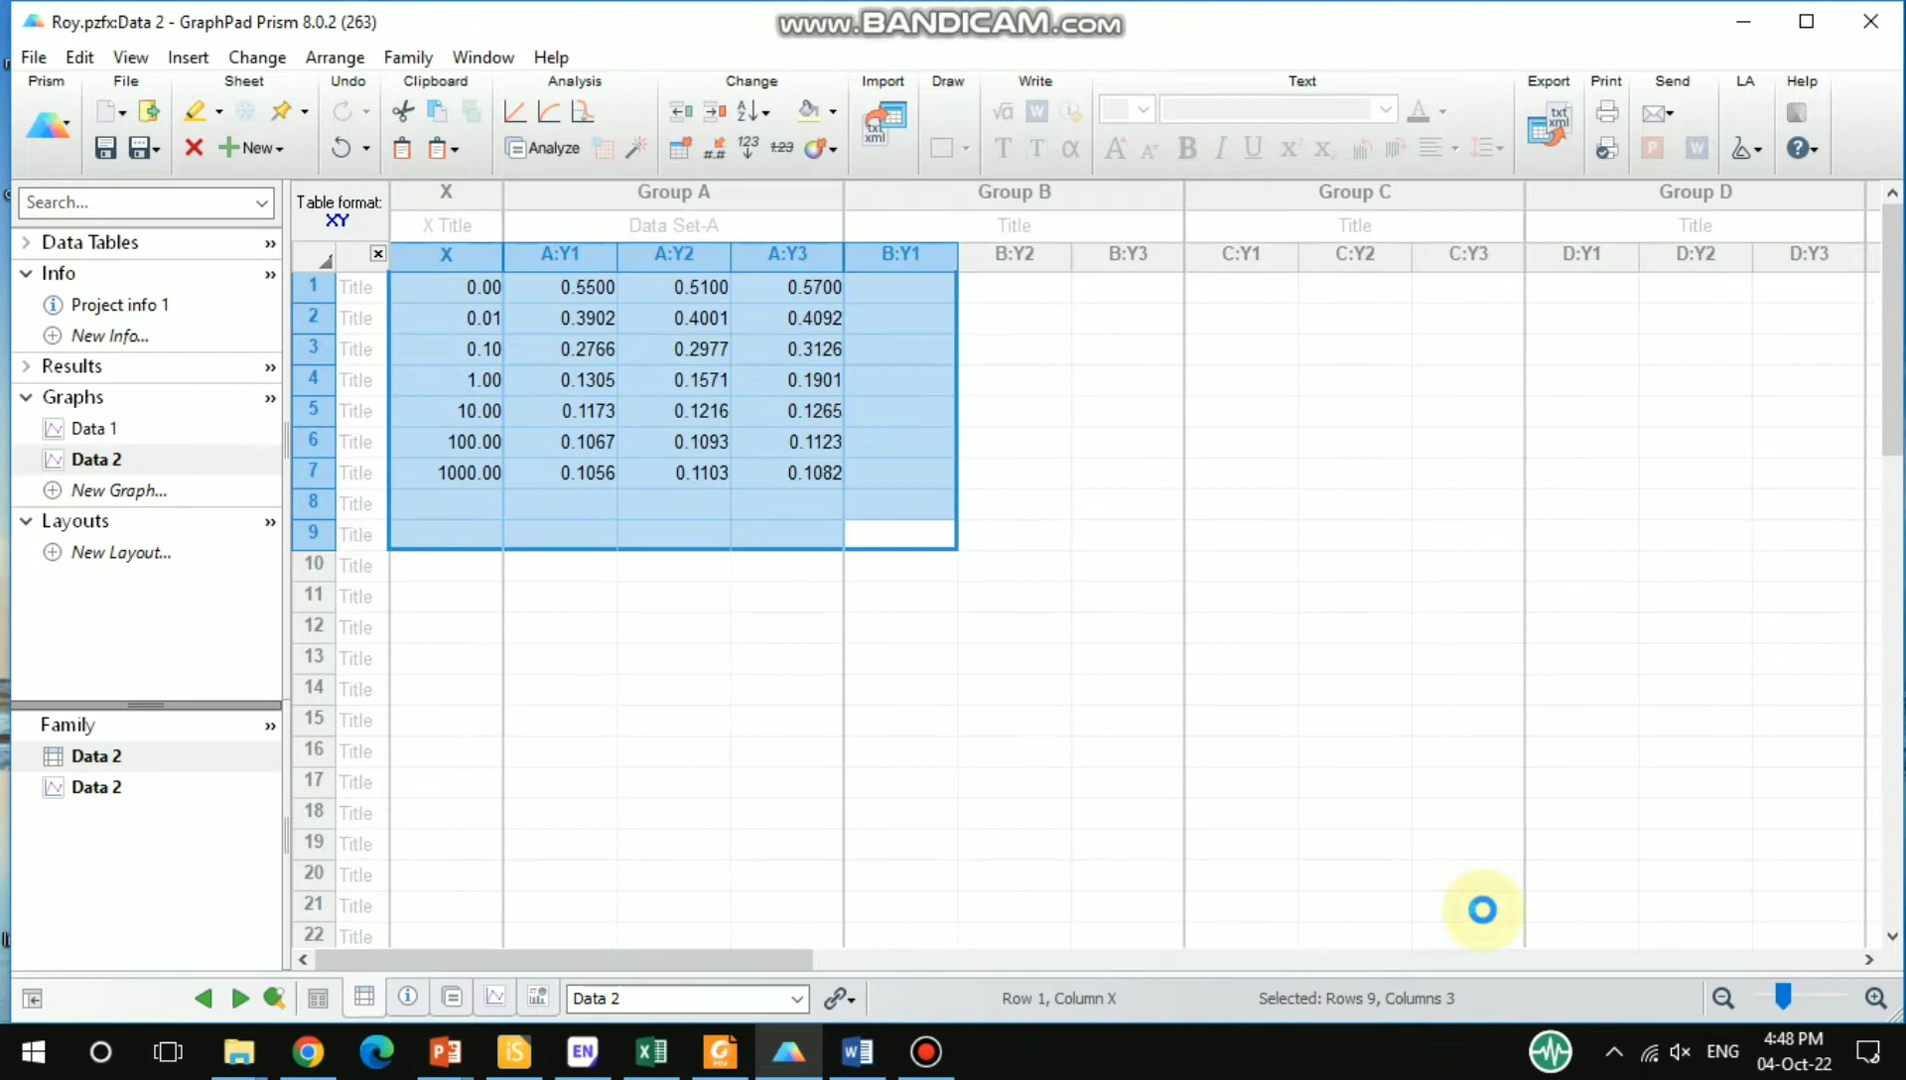 Roy.pzfx:Data 2 - GraphPad Prism 8.0.2 (263)
www.BANDICAM.com
File Edit View Insert Change Arrange Family Window Help
Prism File Sheet Undo Clipboard Analysis Change Import Draw Write Text Export Print Send LA Help
New
Analyze
Search...
Data Tables
Info
Project info 1
New Info...
Results
Graphs
Data 1
Data 2
New Graph...
Layouts
New Layout...
Family
Data 2
Data 2
Table format:
XY
X Group A Group B Group C Group D
X Title Data Set-A Title Title Title
X A:Y1 A:Y2 A:Y3 B:Y1 B:Y2 B:Y3 C:Y1 C:Y2 C:Y3 D:Y1 D:Y2 D:Y3
1 Title 0.00 0.5500 0.5100 0.5700
2 Title 0.01 0.3902 0.4001 0.4092
3 Title 0.10 0.2766 0.2977 0.3126
4 Title 1.00 0.1305 0.1571 0.1901
5 Title 10.00 0.1173 0.1216 0.1265
6 Title 100.00 0.1067 0.1093 0.1123
7 Title 1000.00 0.1056 0.1103 0.1082
8 Title
9 Title
10 Title
11 Title
12 Title
13 Title
14 Title
15 Title
16 Title
17 Title
18 Title
19 Title
20 Title
21 Title
22 Title
Data 2
Row 1, Column X
Selected: Rows 9, Columns 3
ENG
4:48 PM
04-Oct-22